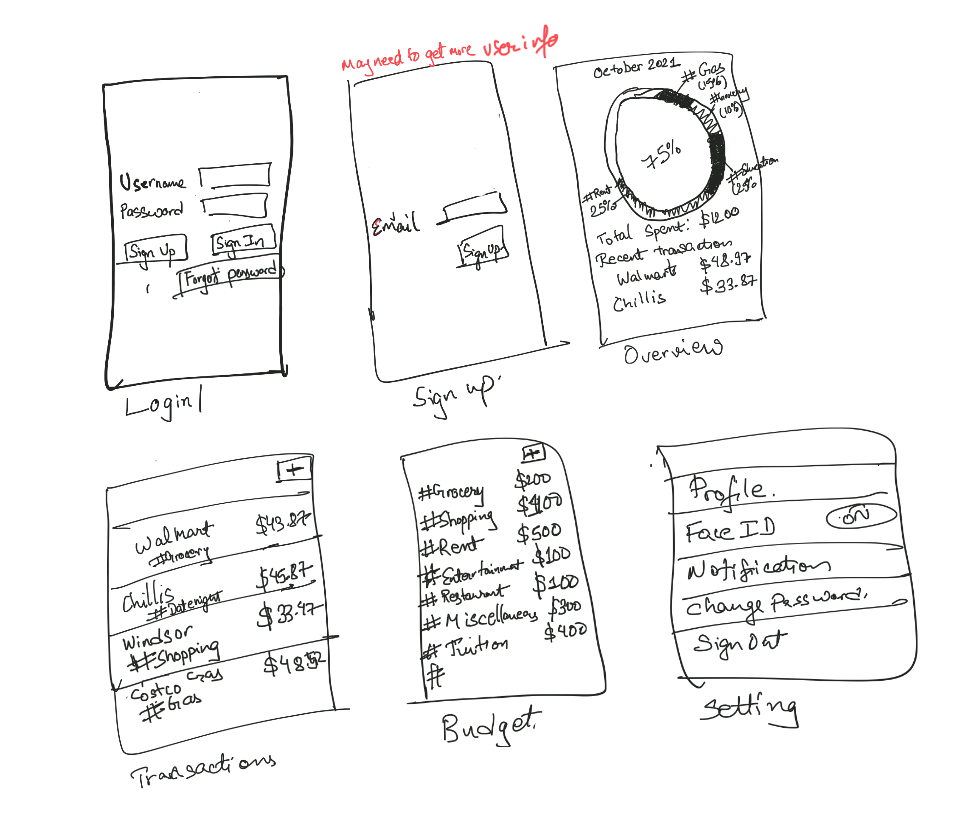 May need to get more user info
Username
Password
Sign Up
Sign In
Forgot password
Login
Email
Sign Up
Sign up
October 2021
#Gas
(15%)
#Grocery
(10%)
75%
#Education
(25%
#Rent
25%
Total Spent: $1200
Recent transaction
Walmart $48.97
Chillis $33.87
Overview
+
Walmart $43.87
#Grocery
Chillis $45.87
#Datenight
Windsor $33.47
#Shopping
Costco Gas $48.52
#Gas
Transactions
+
#Grocery $200
#Shopping $400
#Rent $500
#Entertainment $100
#Restaurant $100
#Miscellaneous $300
#Tuition $400
#
Budget.
Profile.
Face ID ON
Notification
Change Password.
Sign Out
Setting